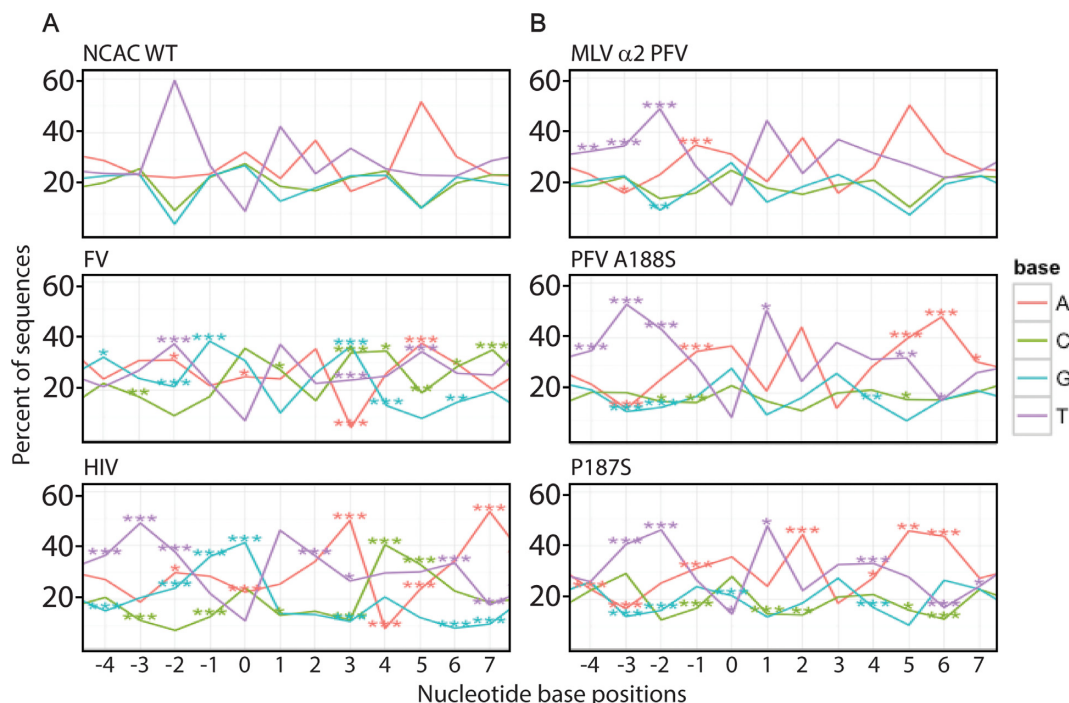 A
B
NCAC WT
MLV α2 PFV
60
40
20
60
40
20
FV
PFV A188S
60
40
20
60
40
20
HIV
P187S
60
40
20
60
40
20
Percent of sequences
-4 -3 -2 -1 0 1 2 3 4 5 6 7
-4 -3 -2 -1 0 1 2 3 4 5 6 7
Nucleotide base positions
base
A
C
G
T